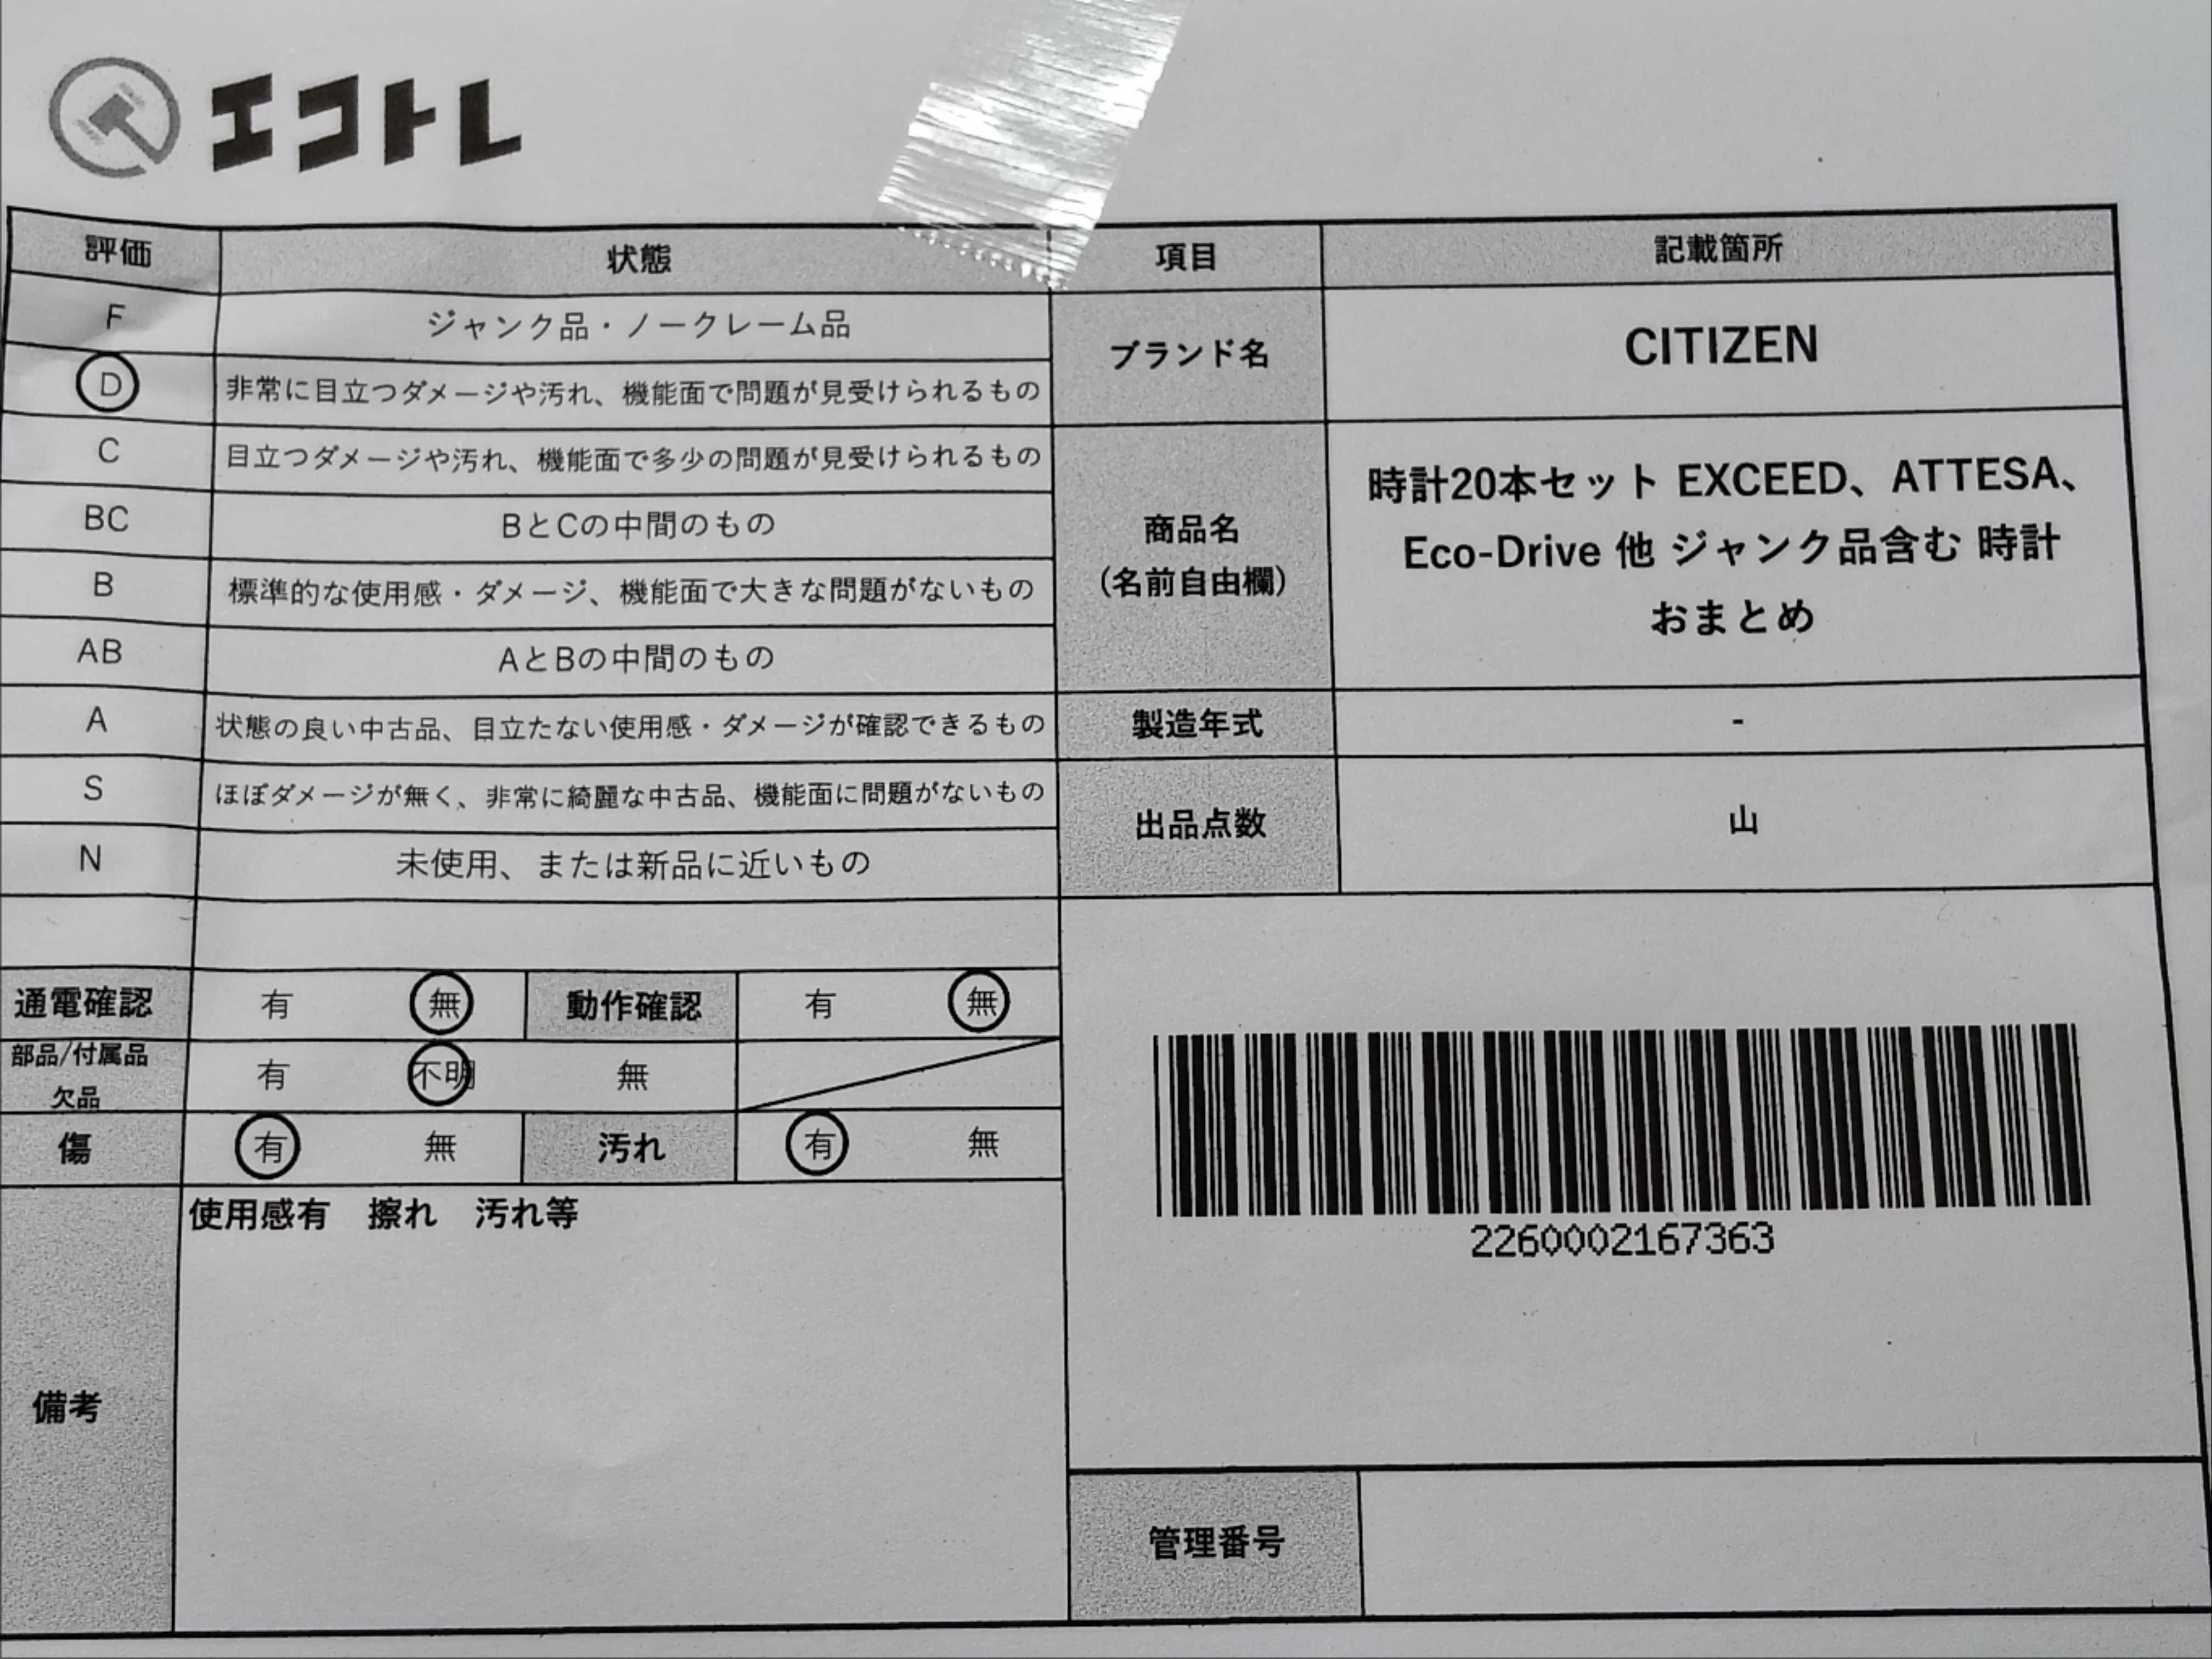 エコトレ
評価 状態 項目 記載箇所
F ジャンク品・ノークレーム品
D 非常に目立つダメージや汚れ、機能面で問題が見受けられるもの
ブランド名 CITIZEN
C 目立つダメージや汚れ、機能面で多少の問題が見受けられるもの
BC BとCの中間のもの
B 標準的な使用感・ダメージ、機能面で大きな問題がないもの
AB AとBの中間のもの
商品名
(名前自由欄)
時計20本セット EXCEED、ATTESA、
Eco-Drive 他 ジャンク品含む 時計
おまとめ
A 状態の良い中古品、目立たない使用感・ダメージが確認できるもの
製造年式 -
S ほぼダメージが無く、非常に綺麗な中古品、機能面に問題がないもの
N 未使用、または新品に近いもの
出品点数 山
通電確認 有 無 動作確認 有 無
部品/付属品
欠品
有 不明 無
傷 有 無 汚れ 有 無
備考
使用感有 擦れ 汚れ等
2260002167363
管理番号